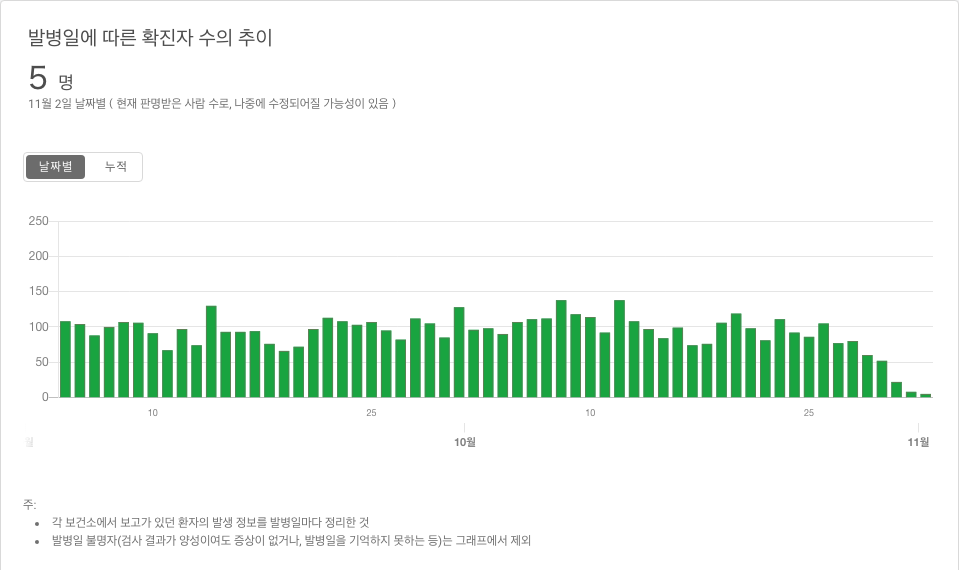 발병일에 따른 확진자 수의 추이
5 명
11월 2일 날짜별 ( 현재 판명받은 사람 수로, 나중에 수정되어질 가능성이 있음 )
날짜별 누적
250
200
150
100
50
0
10 25 10 25
월 10월 11월
주:
• 각 보건소에서 보고가 있던 환자의 발생 정보를 발병일마다 정리한 것
• 발병일 불명자(검사 결과가 양성이여도 증상이 없거나, 발병일을 기억하지 못하는 등)는 그래프에서 제외